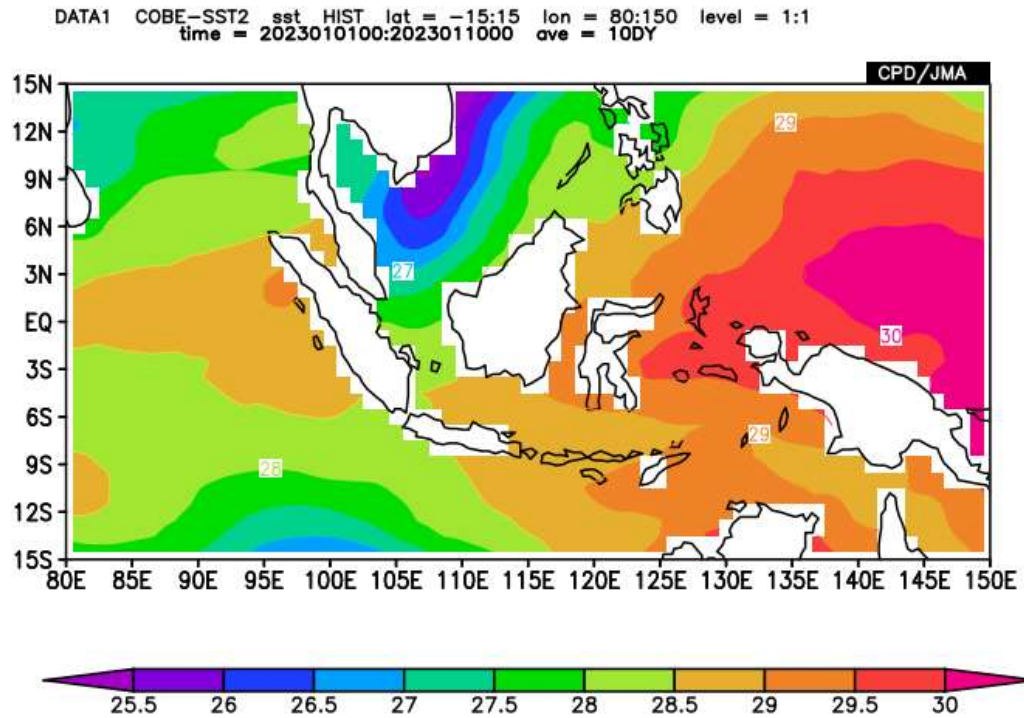 DATA1 COBE-SST2 sst HIST lat = -15:15 lon = 80:150 level = 1:1
time = 2023010100:2023011000 ave = 10DY
CPD/JMA
15N
12N
9N
6N
3N
EQ
3S
6S
9S
12S
15S
29
27
30
29
28
80E 85E 90E 95E 100E 105E 110E 115E 120E 125E 130E 135E 140E 145E 150E
25.5 26 26.5 27 27.5 28 28.5 29 29.5 30